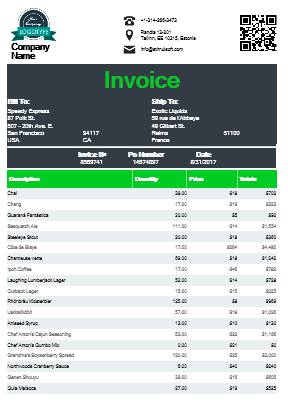 LOGOTYPE
Company
Name
+1-214-255-3473
Randla 13-201
Tallinn, EE 10315, Estonia
info@stimulsoft.com
Invoice
Bill To:
Speedy Express
87 Polk St.
507 - 20th Ave. E.
San Francisco 94117
USA CA
Ship To:
Exotic Liquids
59 rue de l'Abbaye
49 Gilbert St.
Reims 51100
France
Invice № Po Number Date
8569741 14574897 8/31/2017
Description Quantity Price Totals
Chai 39.00 $18 $702
Chang 17.00 $19 $323
Guaraná Fantástica 20.00 $5 $90
Sasquatch Ale 111.00 $14 $1,554
Steeleye Stout 20.00 $18 $360
Côte de Blaye 17.00 $264 $4,480
Chartreuse verte 69.00 $18 $1,242
Ipoh Coffee 17.00 $46 $782
Laughing Lumberjack Lager 52.00 $14 $728
Outback Lager 15.00 $15 $225
Rhönbräu Klosterbier 125.00 $8 $969
Lakkalikööri 57.00 $18 $1,026
Aniseed Syrup 13.00 $10 $130
Chef Anton's Cajun Seasoning 53.00 $22 $1,166
Chef Anton's Gumbo Mix 0.00 $21 $0
Grandma's Boysenberry Spread 120.00 $25 $3,000
Northwoods Cranberry Sauce 6.00 $40 $240
Genen Shouyu 39.00 $16 $605
Gula Malacca 27.00 $19 $525